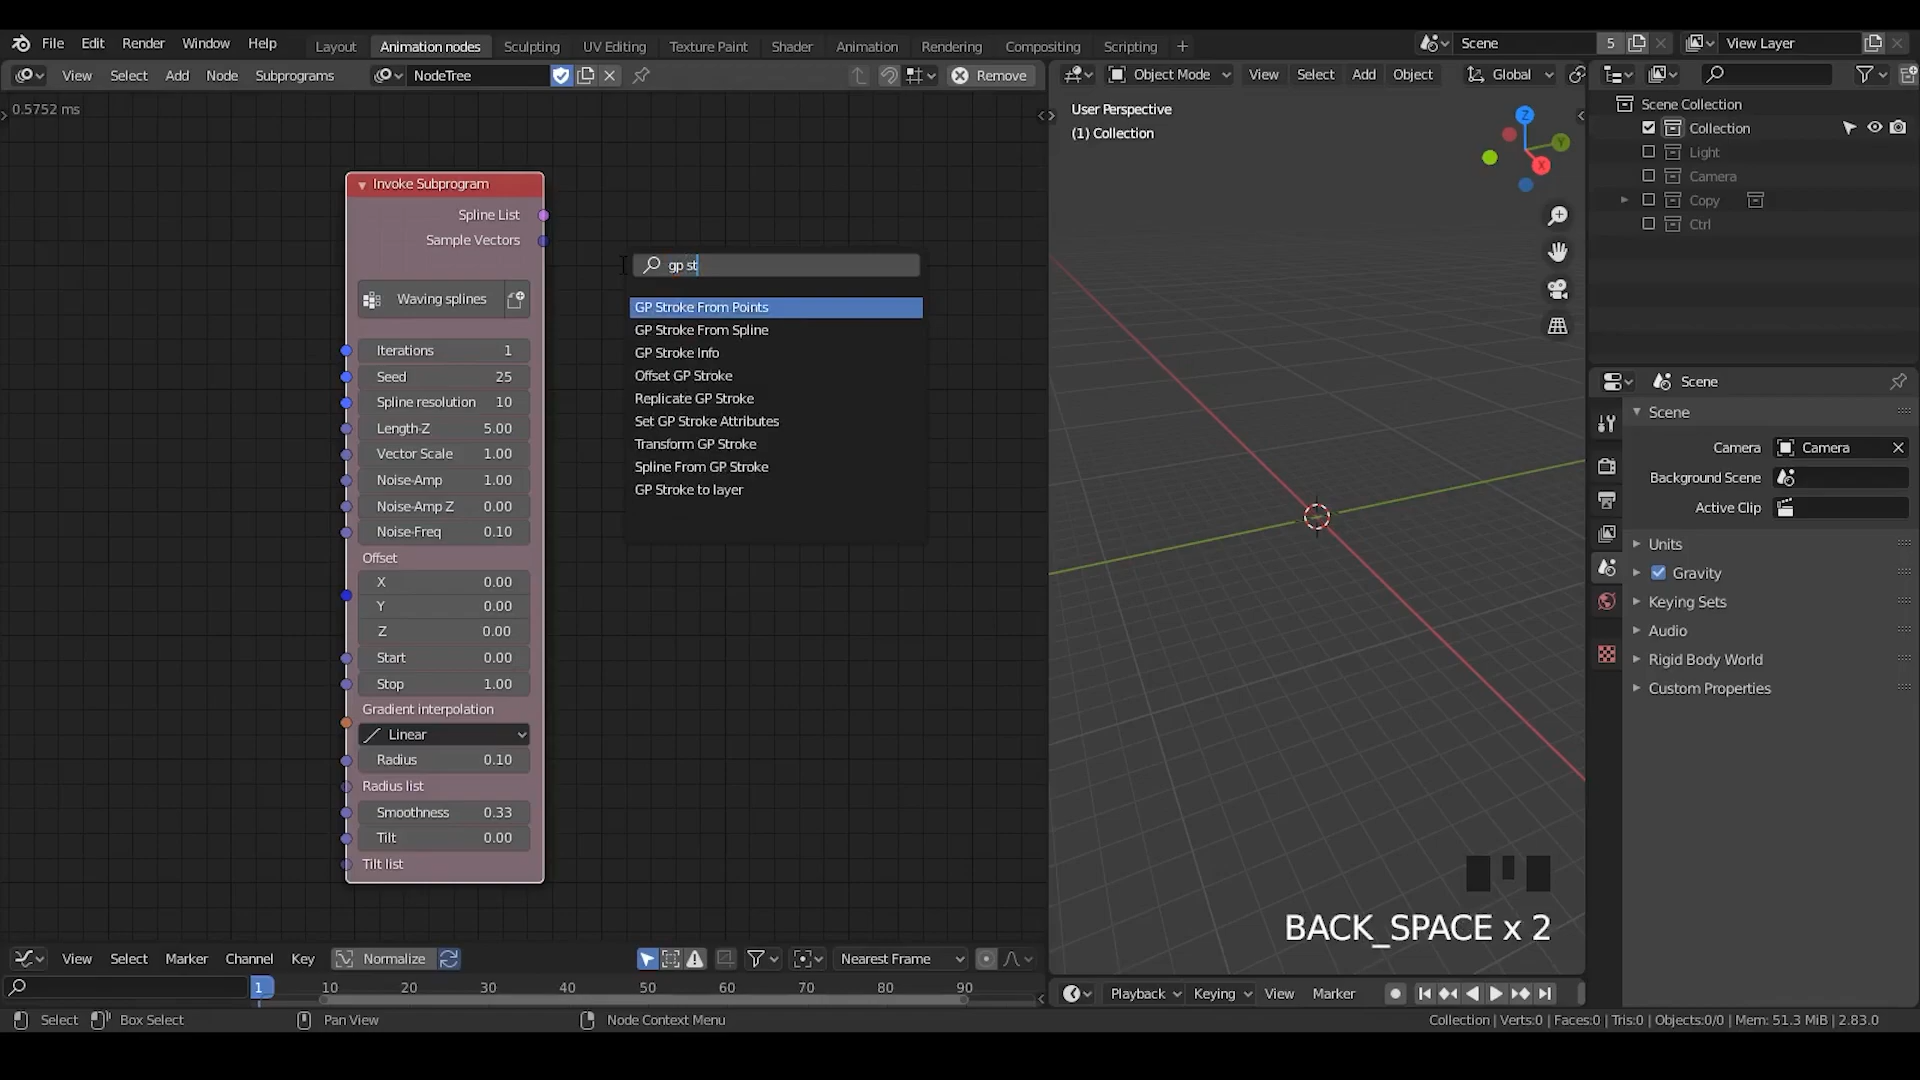 File Edit Render Window Help Layout Animation nodes Sculpting UV Editing Texture Paint Shader Animation Rendering Compositing Scripting + Scene 5 View Layer
View Select Add Node Subprograms NodeTree Remove Object Mode View Select Add Object Global
0.5752 ms
User Perspective
(1) Collection
Z
Y
X
Scene Collection
Collection
Light
Camera
Copy
Ctrl
Invoke Subprogram
Spline List
Sample Vectors
Waving splines
Iterations 1
Seed 25
Spline resolution 10
Length-Z 5.00
Vector Scale 1.00
Noise-Amp 1.00
Noise-Amp Z 0.00
Noise-Freq 0.10
Offset
X 0.00
Y 0.00
Z 0.00
Start 0.00
Stop 1.00
Gradient interpolation
Linear
Radius 0.10
Radius list
Smoothness 0.33
Tilt 0.00
Tilt list
gp st
GP Stroke From Points
GP Stroke From Spline
GP Stroke Info
Offset GP Stroke
Replicate GP Stroke
Set GP Stroke Attributes
Transform GP Stroke
Spline From GP Stroke
GP Stroke to layer
Scene
Scene
Camera Camera
Background Scene
Active Clip
Units
Gravity
Keying Sets
Audio
Rigid Body World
Custom Properties
BACK_SPACE x 2
View Select Marker Channel Key Normalize Nearest Frame
1 10 20 30 40 50 60 70 80 90
Playback Keying View Marker
Select Box Select Pan View Node Context Menu
Collection | Verts:0 | Faces:0 | Tris:0 | Objects:0/0 | Mem: 51.3 MiB | 2.83.0